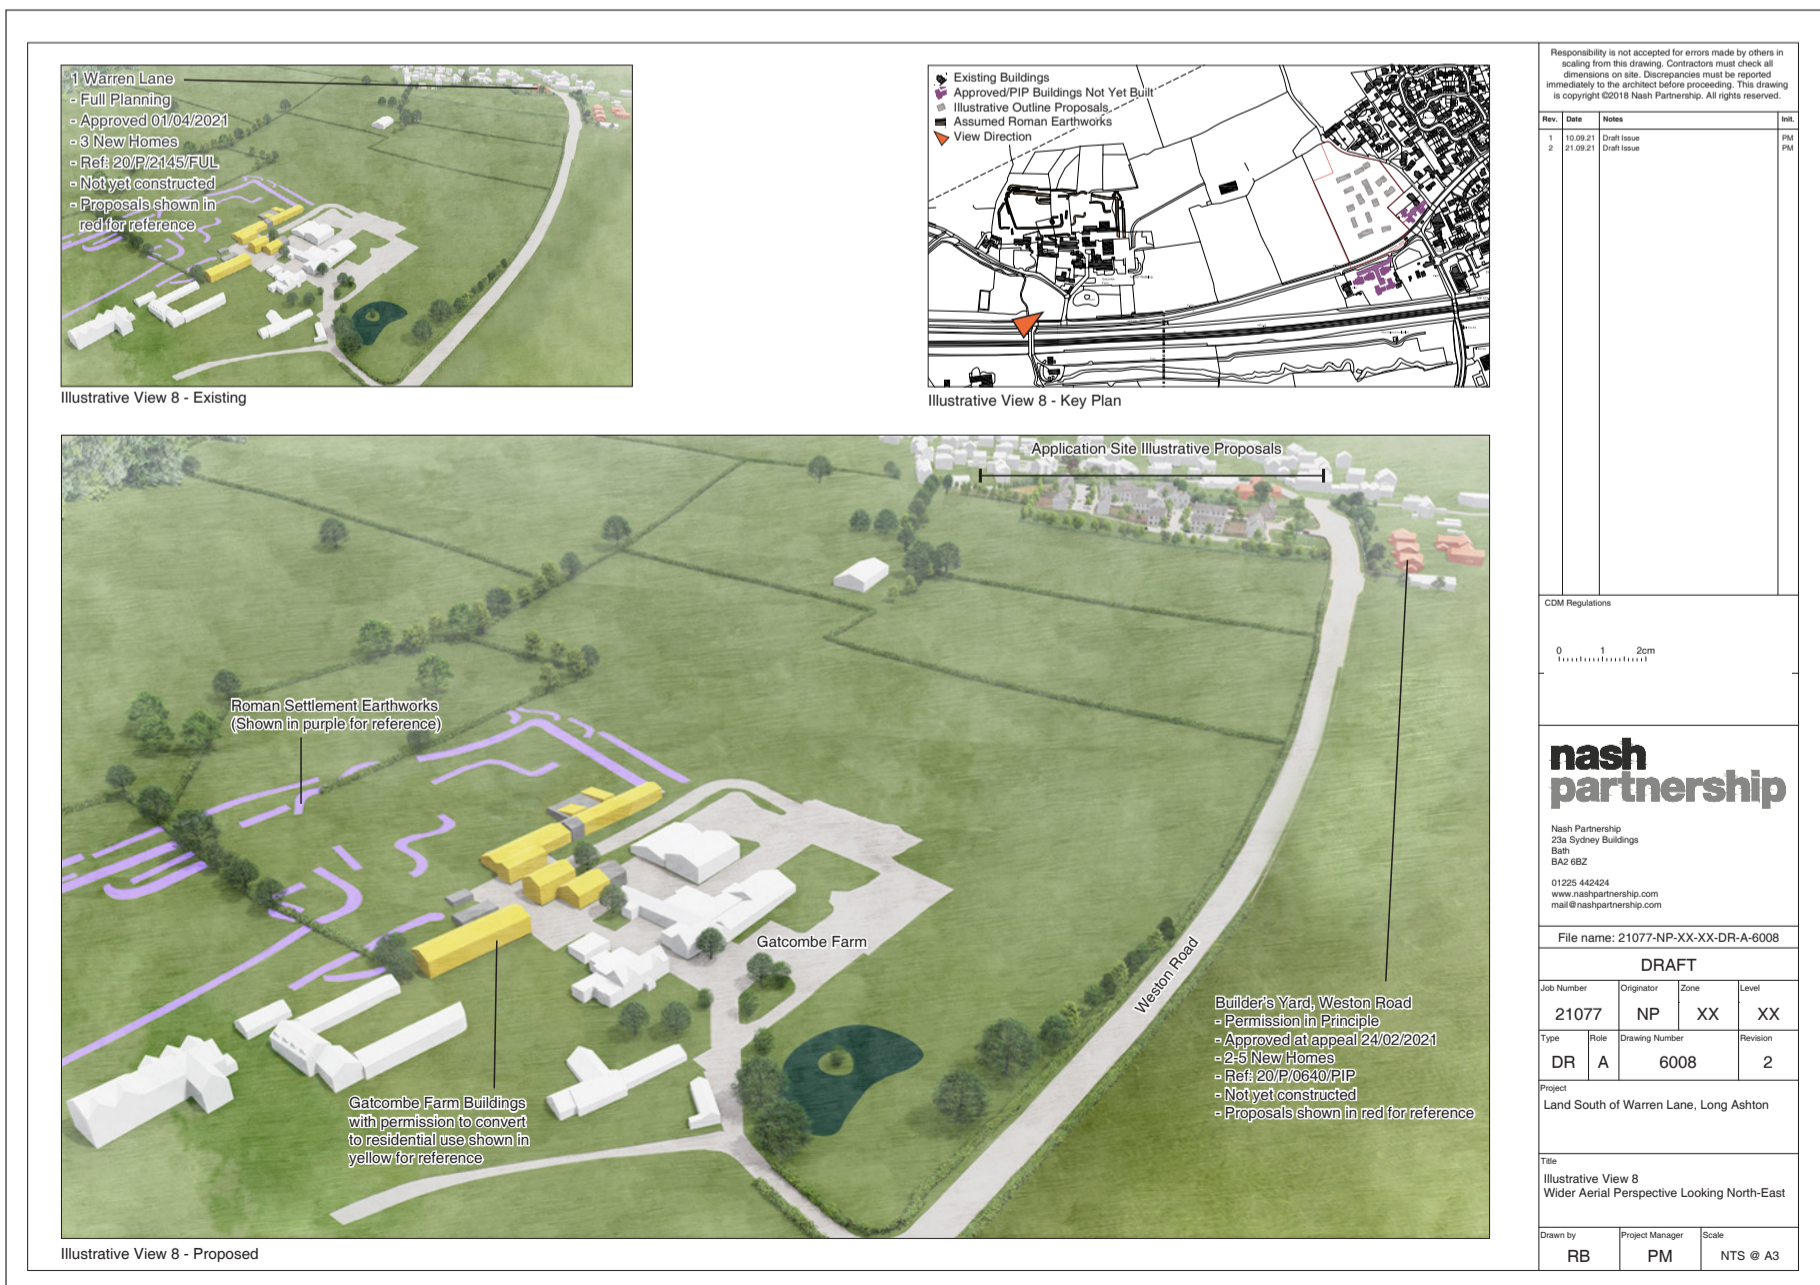 1 Warren Lane
- Full Planning
- Approved 01/04/2021
- 3 New Homes
- Ref: 20/P/2145/FUL
- Not yet constructed
- Proposals shown in
red for reference
Illustrative View 8 - Existing
Existing Buildings
Approved/PIP Buildings Not Yet Built
Illustrative Outline Proposals
Assumed Roman Earthworks
View Direction
Illustrative View 8 - Key Plan
Application Site Illustrative Proposals
Roman Settlement Earthworks
(Shown in purple for reference)
Gatcombe Farm
Weston Road
Builder's Yard, Weston Road
- Permission in Principle
- Approved at appeal 24/02/2021
- 2-5 New Homes
- Ref: 20/P/0640/PIP
- Not yet constructed
- Proposals shown in red for reference
Gatcombe Farm Buildings
with permission to convert
to residential use shown in
yellow for reference
Illustrative View 8 - Proposed
Responsibility is not accepted for errors made by others in
scaling from this drawing. Contractors must check all
dimensions on site. Discrepancies must be reported
immediately to the architect before proceeding. This drawing
is copyright ©2018 Nash Partnership. All rights reserved.
Rev. Date Notes Init.
1 10.09.21 Draft Issue PM
2 21.09.21 Draft Issue PM
CDM Regulations
0 1 2cm
nash
partnership
Nash Partnership
23a Sydney Buildings
Bath
BA2 6BZ
01225 442424
www.nashpartnership.com
mail@nashpartnership.com
File name: 21077-NP-XX-XX-DR-A-6008
DRAFT
Job Number Originator Zone Level
21077 NP XX XX
Type Role Drawing Number Revision
DR A 6008 2
Project
Land South of Warren Lane, Long Ashton
Title
Illustrative View 8
Wider Aerial Perspective Looking North-East
Drawn by Project Manager Scale
RB PM NTS @ A3